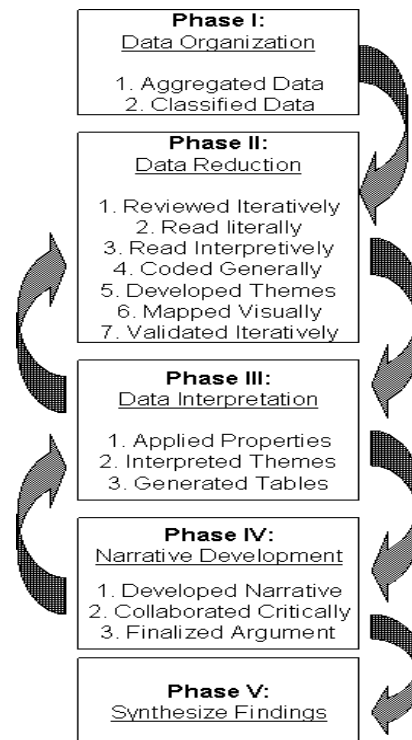 Phase I:
Data Organization
1. Aggregated Data
2. Classified Data
Phase II:
Data Reduction
1. Reviewed Iteratively
2. Read literally
3. Read Interpretively
4. Coded Generally
5. Developed Themes
6. Mapped Visually
7. Validated Iteratively
Phase III:
Data Interpretation
1. Applied Properties
2. Interpreted Themes
3. Generated Tables
Phase IV:
Narrative Development
1. Developed Narrative
2. Collaborated Critically
3. Finalized Argument
Phase V:
Synthesize Findings